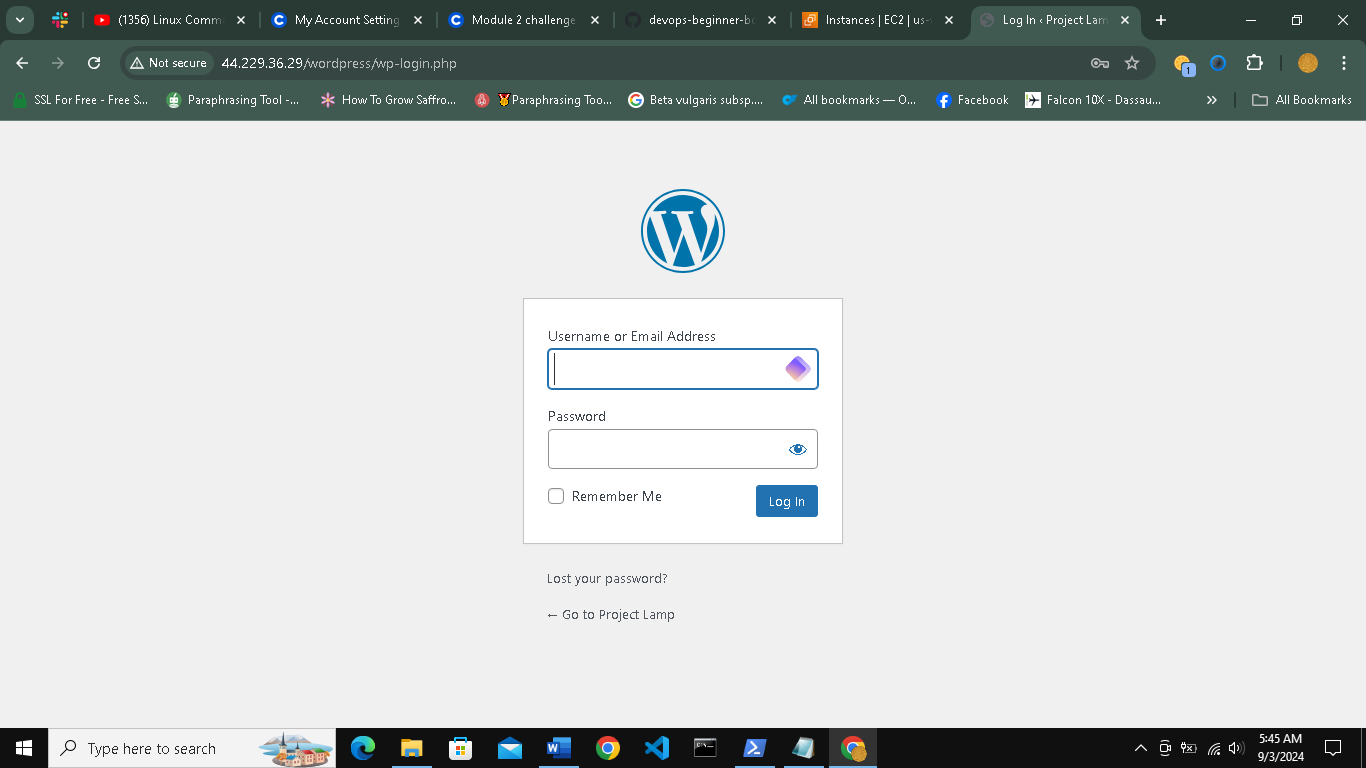 (1356) Linux Comm
My Account Setting
Module 2 challenge
devops-beginner-bo
Instances | EC2 | us-
Log In ‹ Project Lam
Not secure
44.229.36.29/wordpress/wp-login.php
1
SSL For Free - Free S...
Paraphrasing Tool -...
How To Grow Saffro...
Paraphrasing Too...
Beta vulgaris subsp....
All bookmarks — O...
Facebook
Falcon 10X - Dassau...
»
All Bookmarks
Username or Email Address
Password
Remember Me
Log In
Lost your password?
← Go to Project Lamp
Type here to search
5:45 AM
9/3/2024